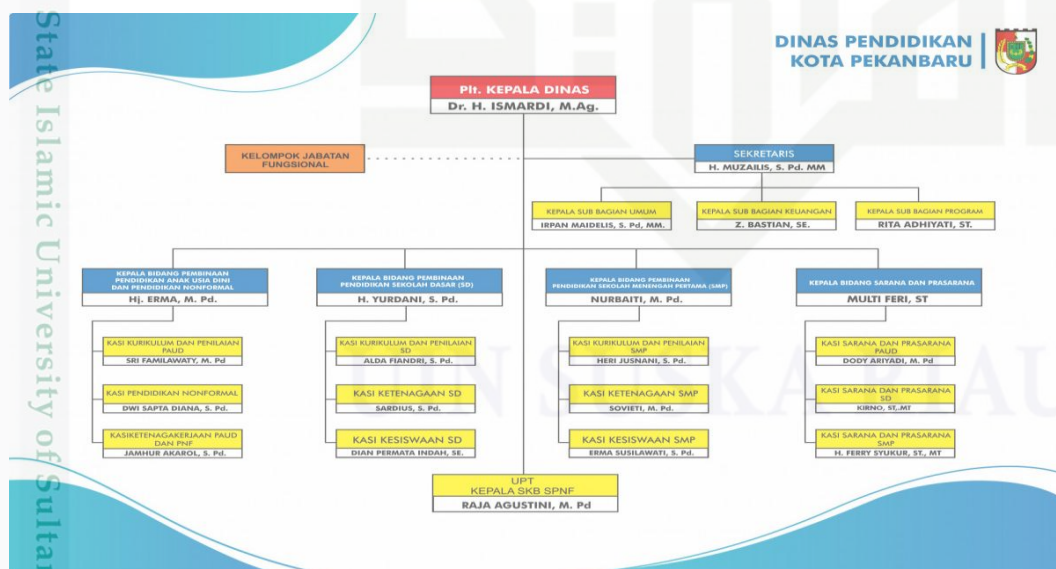 State Islamic University of Sultan
DINAS PENDIDIKAN
KOTA PEKANBARU
Plt. KEPALA DINAS
Dr. H. ISMARDI, M.Ag.
KELOMPOK JABATAN
FUNGSIONAL
SEKRETARIS
H. MUZAILIS, S. Pd. MM
KEPALA SUB BAGIAN UMUM
IRPAN MAIDELIS, S. Pd, MM.
KEPALA SUB BAGIAN KEUANGAN
Z. BASTIAN, SE.
KEPALA SUB BAGIAN PROGRAM
RITA ADHIYATI, ST.
KEPALA BIDANG PEMBINAAN
PENDIDIKAN ANAK USIA DINI
DAN PENDIDIKAN NONFORMAL
Hj. ERMA, M. Pd.
KASI KURIKULUM DAN PENILAIAN
PAUD
SRI FAMILAWATY, M. Pd
KASI PENDIDIKAN NONFORMAL
DWI SAPTA DIANA, S. Pd.
KASIKETENAGAKERJAAN PAUD
DAN PNF
JAMHUR AKAROL, S. Pd.
KEPALA BIDANG PEMBINAAN
PENDIDIKAN SEKOLAH DASAR (SD)
H. YURDANI, S. Pd.
KASI KURIKULUM DAN PENILAIAN
SD
ALDA FIANDRI, S. Pd.
KASI KETENAGAAN SD
SARDIUS, S. Pd.
KASI KESISWAAN SD
DIAN PERMATA INDAH, SE.
KEPALA BIDANG PEMBINAAN
PENDIDIKAN SEKOLAH MENENGAH PERTAMA (SMP)
NURBAITI, M. Pd.
KASI KURIKULUM DAN PENILAIAN
SMP
HERI JUSNANI, S. Pd.
KASI KETENAGAAN SMP
SOVIETI, M. Pd.
KASI KESISWAAN SMP
ERMA SUSILAWATI, S. Pd.
KEPALA BIDANG SARANA DAN PRASARANA
MULTI FERI, ST
KASI SARANA DAN PRASARANA
PAUD
DODY ARIYADI, M. Pd
KASI SARANA DAN PRASARANA
SD
KIRNO, ST,.MT
KASI SARANA DAN PRASARANA
SMP
H. FERRY SYUKUR, ST., MT
UPT
KEPALA SKB SPNF
RAJA AGUSTINI, M. Pd
UIN SUSKA RIAU